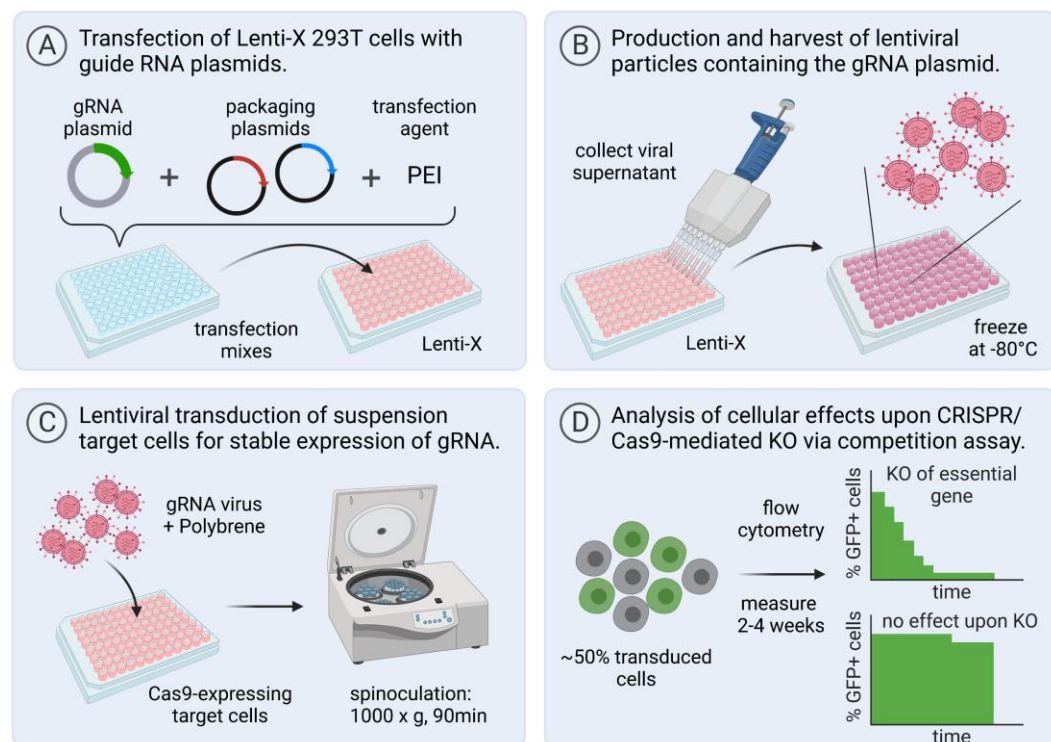 A
Transfection of Lenti-X 293T cells with
guide RNA plasmids.
gRNA
plasmid
packaging
plasmids
transfection
agent
+
+
PEI
transfection
mixes
Lenti-X
B
Production and harvest of lentiviral
particles containing the gRNA plasmid.
collect viral
supernatant
Lenti-X
freeze
at -80°C
C
Lentiviral transduction of suspension
target cells for stable expression of gRNA.
gRNA virus
+ Polybrene
Cas9-expressing
target cells
spinoculation:
1000 x g, 90min
D
Analysis of cellular effects upon CRISPR/
Cas9-mediated KO via competition assay.
~50% transduced
cells
flow
cytometry
measure
2-4 weeks
% GFP+ cells
KO of essential
gene
time
% GFP+ cells
no effect upon KO
time